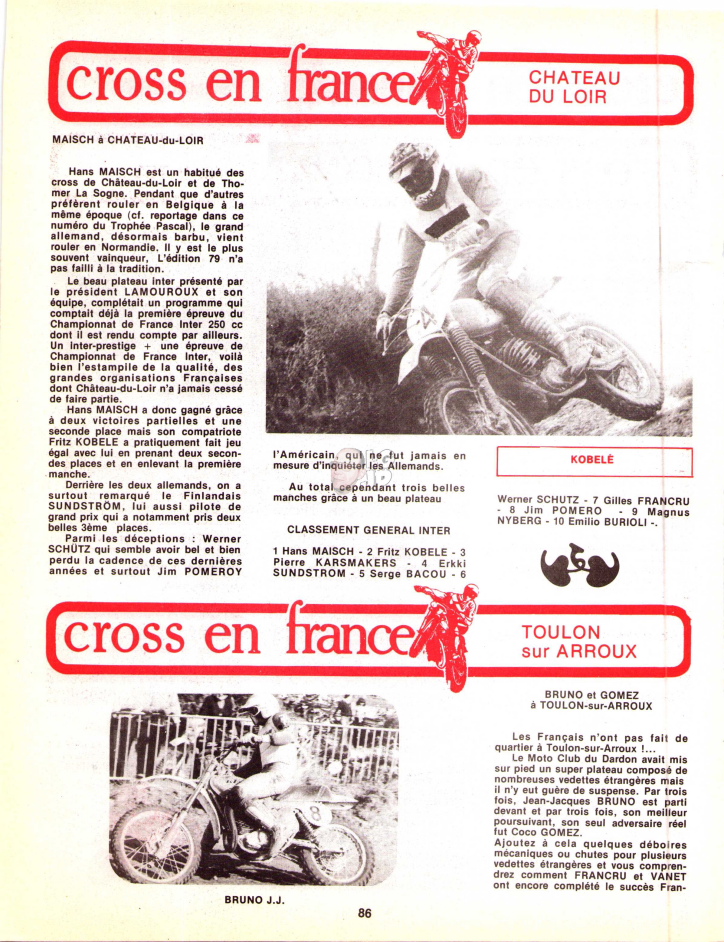 cross en france
CHATEAU
DU LOIR
MAISCH à CHATEAU-du-LOIR
Hans MAISCH est un habitué des
cross de Château-du-Loir et de Tho-
mer La Sogne. Pendant que d'autres
préfèrent rouler en Belgique à la
même époque (cf. reportage dans ce
numéro du Trophée Pascal), le grand
allemand, désormais barbu, vient
rouler en Normandie. Il y est le plus
souvent vainqueur, L'édition 79 n'a
pas failli à la tradition.
Le beau plateau inter présenté par
le président LAMOUROUX et son
équipe, complétait un programme qui
comptait déjà la première épreuve du
Championnat de France Inter 250 cc
dont il est rendu compte par ailleurs.
Un Inter-prestige + une épreuve de
Championnat de France Inter, voilà
bien l'estampile de la qualité, des
grandes organisations Françaises
dont Château-du-Loir n'a jamais cessé
de faire partie.
Hans MAISCH a donc gagné grâce
à deux victoires partielles et une
seconde place mais son compatriote
Fritz KOBELE a pratiquement fait jeu
égal avec lui en prenant deux secon-
des places et en enlevant la première
manche.
Derrière les deux allemands, on a
surtout remarqué le Finlandais
SUNDSTRÖM, lui aussi pilote de
grand prix qui a notamment pris deux
belles 3ème places.
Parmi les déceptions : Werner
SCHÜTZ qui semble avoir bel et bien
perdu la cadence de ces dernières
années et surtout Jim POMEROY
l'Américain, qui ne fut jamais en
mesure d'inquiéter les Allemands.
Au total cependant trois belles
manches grâce à un beau plateau
CLASSEMENT GENERAL INTER
1 Hans MAISCH - 2 Fritz KOBELE - 3
Pierre KARSMAKERS - 4 Erkki
SUNDSTROM - 5 Serge BACOU - 6
KOBELÈ
Werner SCHUTZ - 7 Gilles FRANCRU
- 8 Jim POMERO - 9 Magnus
NYBERG - 10 Emilio BURIOLI -.
cross en france
TOULON
sur ARROUX
8
BRUNO J.J.
BRUNO et GOMEZ
à TOULON-sur-ARROUX
Les Français n'ont pas fait de
quartier à Toulon-sur-Arroux !...
Le Moto Club du Dardon avait mis
sur pied un super plateau composé de
nombreuses vedettes étrangères mais
il n'y eut guère de suspense. Par trois
fois, Jean-Jacques BRUNO est parti
devant et par trois fois, son meilleur
poursuivant, son seul adversaire réel
fut Coco GOMEZ.
Ajoutez à cela quelques déboires
mécaniques ou chutes pour plusieurs
vedettes étrangères et vous compren-
drez comment FRANCRU et VANET
ont encore complété le succès Fran-
86